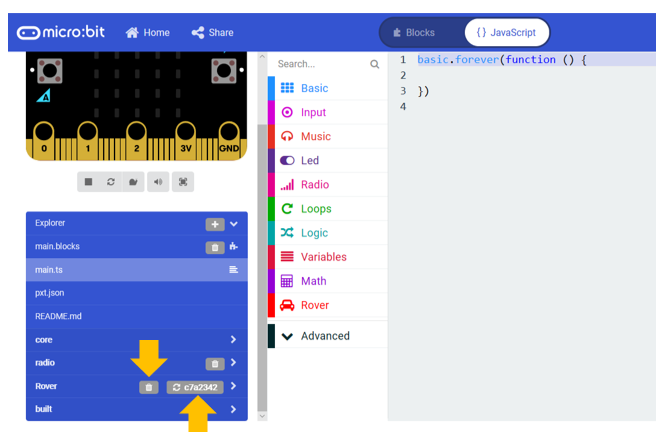 micro:bit Home Share Blocks {} JavaScript
0 1 2 3V GND
Explorer
main.blocks
main.ts
pxt.json
README.md
core
radio
Rover c7a2342
built
Search...
Basic
Input
Music
Led
Radio
Loops
Logic
Variables
Math
Rover
Advanced
1 basic.forever(function () {
2
3 })
4